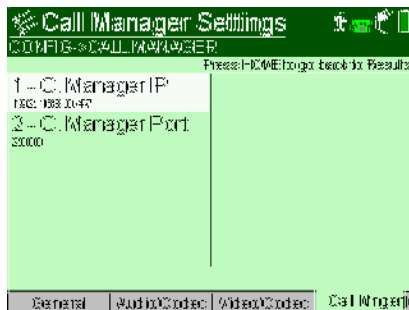 Call Manager Settings
CONFIG->CALL MANAGER
Press HOME to go back to Results
1 - C. Manager IP
2 - C. Manager Port
General Audio/Codec Video/Codec Call Mnger